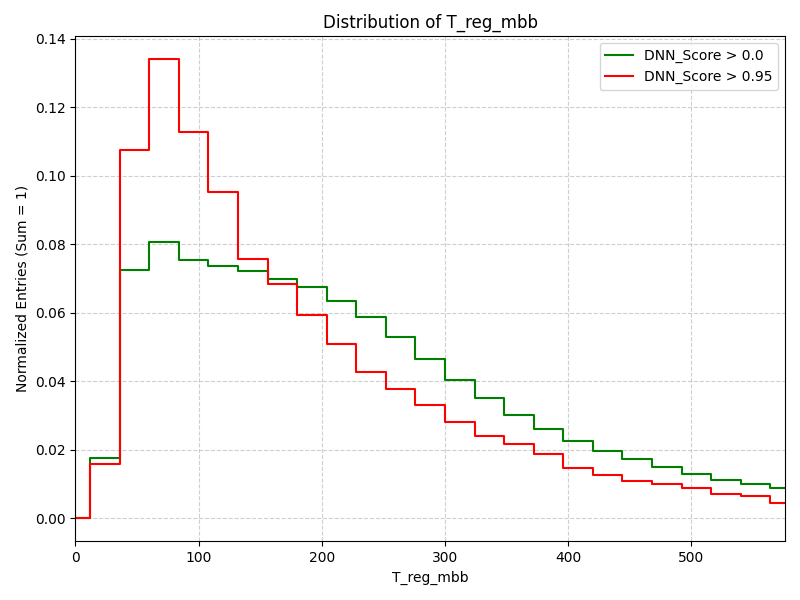 Distribution of T_reg_mbb
DNN_Score > 0.0
DNN_Score > 0.95
Normalized Entries (Sum = 1)
0.14
0.12
0.10
0.08
0.06
0.04
0.02
0.00
0 100 200 300 400 500
T_reg_mbb